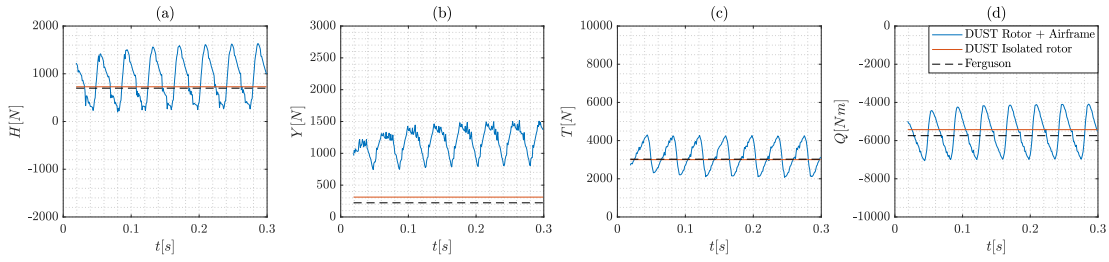 (a)
2000
1000
0
-1000
-2000
H[N]
0
0.1
0.2
0.3
t[s]
(b)
3000
2500
2000
1500
1000
500
0
Y[N]
0
0.1
0.2
0.3
t[s]
(c)
10000
8000
6000
4000
2000
0
T[N]
0
0.1
0.2
0.3
t[s]
(d)
0
-2000
-4000
-6000
-8000
-10000
Q[Nm]
0
0.1
0.2
0.3
t[s]
DUST Rotor + Airframe
DUST Isolated rotor
Ferguson